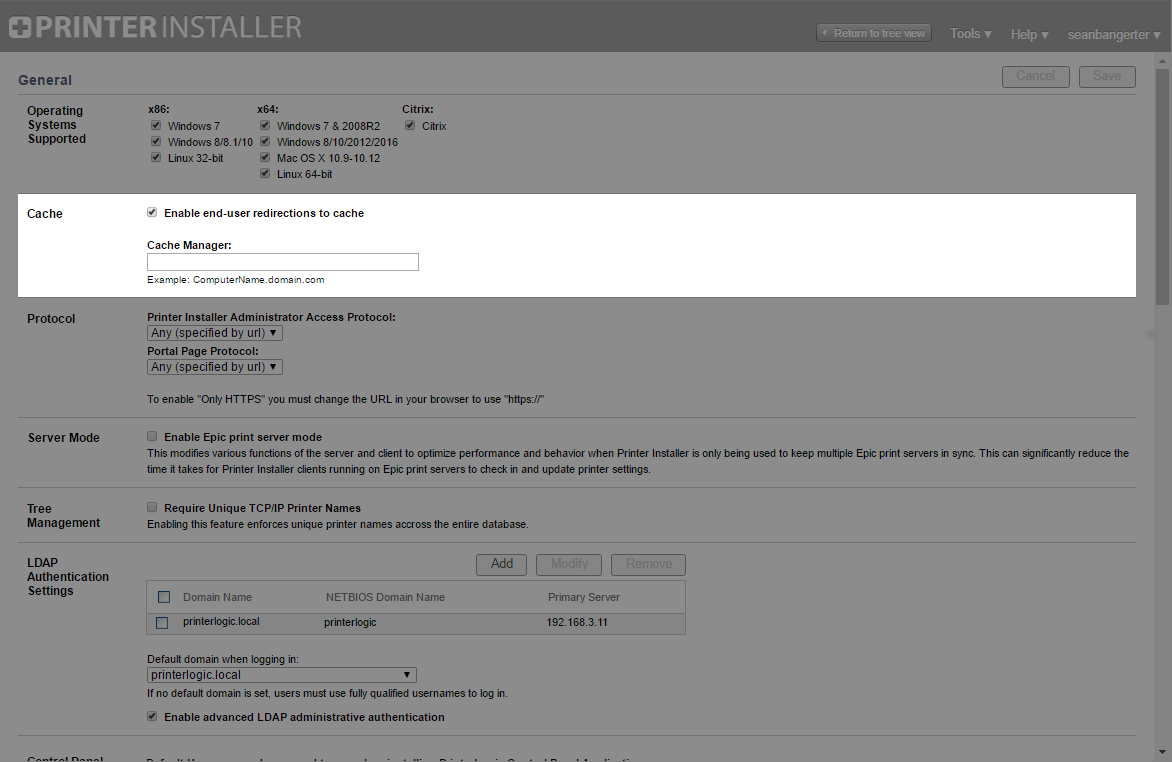 PRINTERINSTALLER
Return to tree view Tools ▾ Help ▾ seanbangerter ▾
General Cancel Save
Operating Systems Supported
x86: x64: Citrix:
Windows 7 Windows 7 & 2008R2 Citrix
Windows 8/8.1/10 Windows 8/10/2012/2016
Linux 32-bit Mac OS X 10.9-10.12
Linux 64-bit
Cache Enable end-user redirections to cache
Cache Manager:
Example: ComputerName.domain.com
Protocol Printer Installer Administrator Access Protocol:
Any (specified by url) ▾
Portal Page Protocol:
Any (specified by url) ▾
To enable "Only HTTPS" you must change the URL in your browser to use "https://"
Server Mode Enable Epic print server mode
This modifies various functions of the server and client to optimize performance and behavior when Printer Installer is only being used to keep multiple Epic print servers in sync. This can significantly reduce the
time it takes for Printer Installer clients running on Epic print servers to check in and update printer settings.
Tree Management
Require Unique TCP/IP Printer Names
Enabling this feature enforces unique printer names accross the entire database.
LDAP Authentication Settings
Add Modify Remove
Domain Name NETBIOS Domain Name Primary Server
printerlogic.local printerlogic 192.168.3.11
Default domain when logging in:
printerlogic.local ▾
If no default domain is set, users must use fully qualified usernames to log in.
Enable advanced LDAP administrative authentication
Control Panel